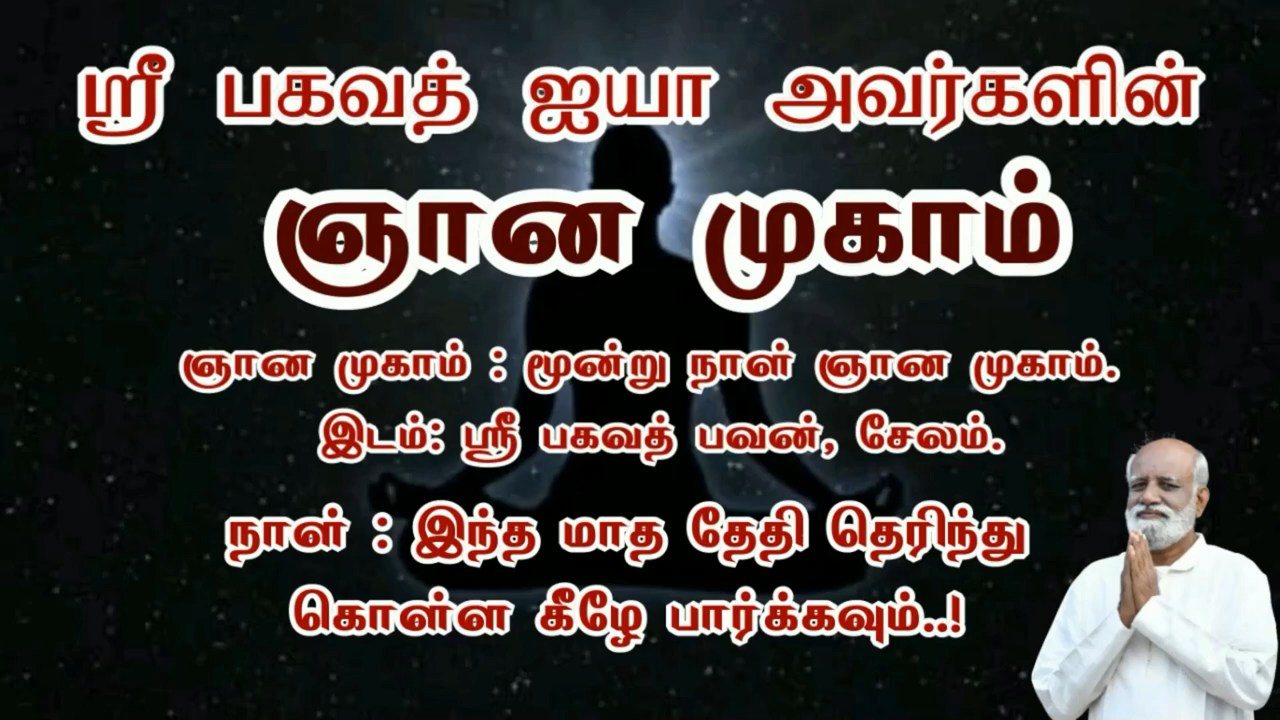 ஸ்ரீ பகவத் ஐயா அவர்களின்
ஞான முகாம்
ஞான முகாம் : மூன்று நாள் ஞான முகாம்.
இடம்: ஸ்ரீ பகவத் பவன், சேலம்.
நாள் : இந்த மாத தேதி தெரிந்து
கொள்ள கீழே பார்க்கவும்..!